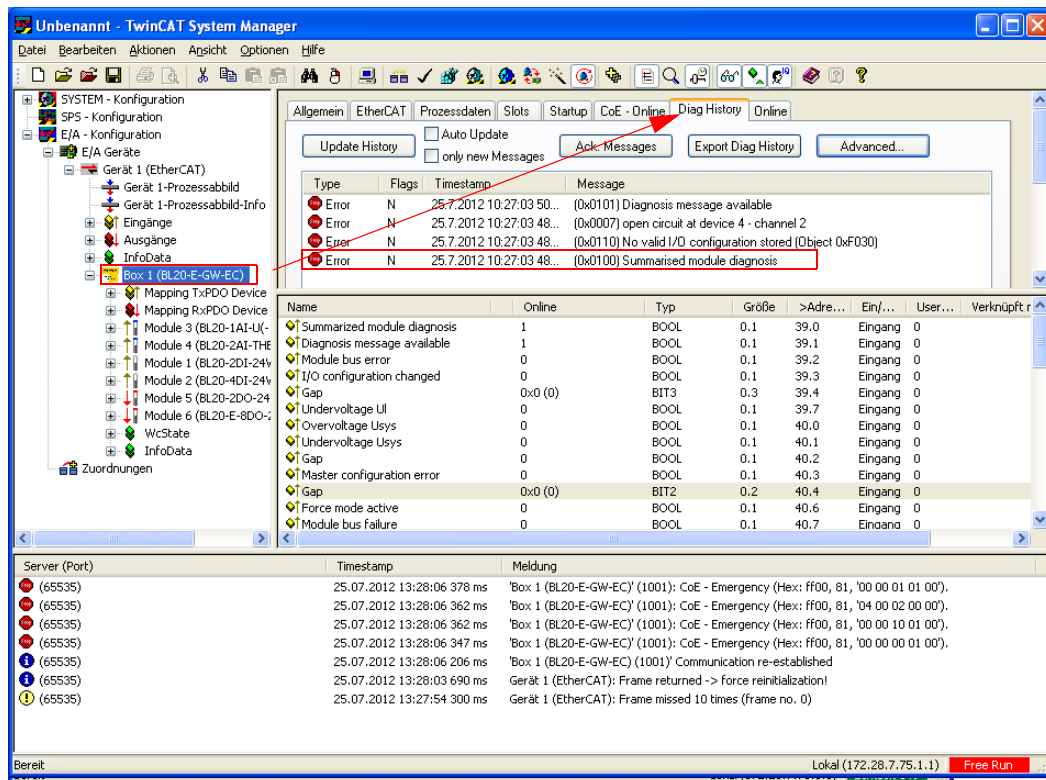 Unbenannt - TwinCAT System Manager
Datei Bearbeiten Aktionen Ansicht Optionen Hilfe
SYSTEM - Konfiguration
SPS - Konfiguration
E/A - Konfiguration
E/A Geräte
Gerät 1 (EtherCAT)
Gerät 1-Prozessabbild
Gerät 1-Prozessabbild-Info
Eingänge
Ausgänge
InfoData
Box 1 (BL20-E-GW-EC)
Mapping TxPDO Device
Mapping RxPDO Device
Module 3 (BL20-1AI-U(-
Module 4 (BL20-2AI-THE
Module 1 (BL20-2DI-24V
Module 2 (BL20-4DI-24V
Module 5 (BL20-2DO-24
Module 6 (BL20-E-8DO-2
WcState
InfoData
Zuordnungen
Allgemein EtherCAT Prozessdaten Slots Startup CoE - Online Diag History Online
Update History Auto Update only new Messages Ack. Messages Export Diag History Advanced...
Type Flags Timestamp Message
Error N 25.7.2012 10:27:03 50... (0x0101) Diagnosis message available
Error N 25.7.2012 10:27:03 48... (0x0007) open circuit at device 4 - channel 2
Error N 25.7.2012 10:27:03 48... (0x0110) No valid I/O configuration stored (Object 0xF030)
Error N 25.7.2012 10:27:03 48... (0x0100) Summarised module diagnosis
Name Online Typ Größe >Adre... Ein/... User... Verknüpft
Summarized module diagnosis 1 BOOL 0.1 39.0 Eingang 0
Diagnosis message available 1 BOOL 0.1 39.1 Eingang 0
Module bus error 0 BOOL 0.1 39.2 Eingang 0
I/O configuration changed 0 BOOL 0.1 39.3 Eingang 0
Gap 0x0 (0) BIT3 0.3 39.4 Eingang 0
Undervoltage Ul 0 BOOL 0.1 39.7 Eingang 0
Overvoltage Usys 0 BOOL 0.1 40.0 Eingang 0
Undervoltage Usys 0 BOOL 0.1 40.1 Eingang 0
Gap 0 BOOL 0.1 40.2 Eingang 0
Master configuration error 0 BOOL 0.1 40.3 Eingang 0
Gap 0x0 (0) BIT2 0.2 40.4 Eingang 0
Force mode active 0 BOOL 0.1 40.6 Eingang 0
Module bus failure 0 BOOL 0.1 40.7 Eingang 0
Server (Port) Timestamp Meldung
(65535) 25.07.2012 13:28:06 378 ms 'Box 1 (BL20-E-GW-EC)' (1001): CoE - Emergency (Hex: ff00, 81, '00 00 01 01 00').
(65535) 25.07.2012 13:28:06 362 ms 'Box 1 (BL20-E-GW-EC)' (1001): CoE - Emergency (Hex: ff00, 81, '04 00 02 00 00').
(65535) 25.07.2012 13:28:06 362 ms 'Box 1 (BL20-E-GW-EC)' (1001): CoE - Emergency (Hex: ff00, 81, '00 00 10 01 00').
(65535) 25.07.2012 13:28:06 347 ms 'Box 1 (BL20-E-GW-EC)' (1001): CoE - Emergency (Hex: ff00, 81, '00 00 00 01 00').
(65535) 25.07.2012 13:28:06 206 ms 'Box 1 (BL20-E-GW-EC) (1001)' Communication re-established
(65535) 25.07.2012 13:28:03 690 ms Gerät 1 (EtherCAT): Frame returned -> force reinitialization!
(65535) 25.07.2012 13:27:54 300 ms Gerät 1 (EtherCAT): Frame missed 10 times (frame no. 0)
Bereit Lokal (172.28.7.75.1.1) Free Run